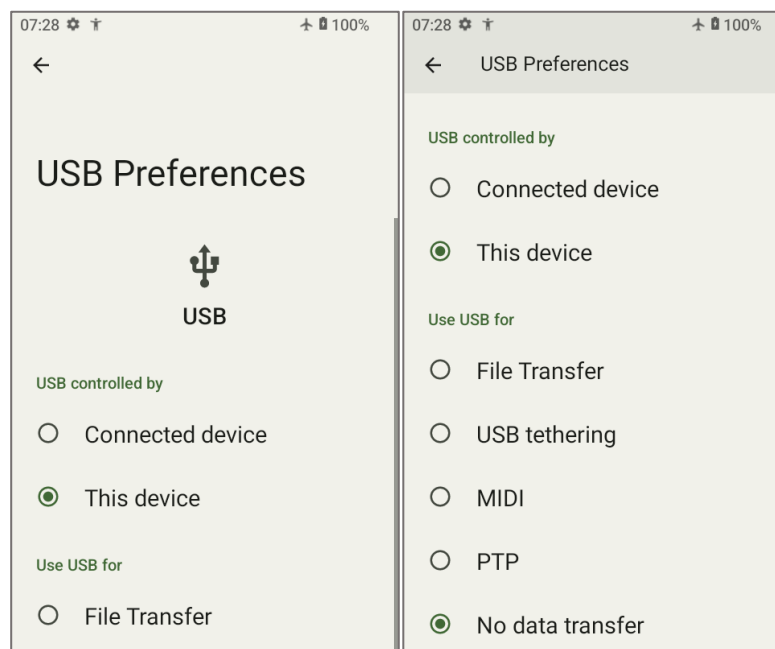 07:28 100%
USB Preferences
USB
USB controlled by
Connected device
This device
Use USB for
File Transfer
07:28 100%
USB Preferences
USB controlled by
Connected device
This device
Use USB for
File Transfer
USB tethering
MIDI
PTP
No data transfer